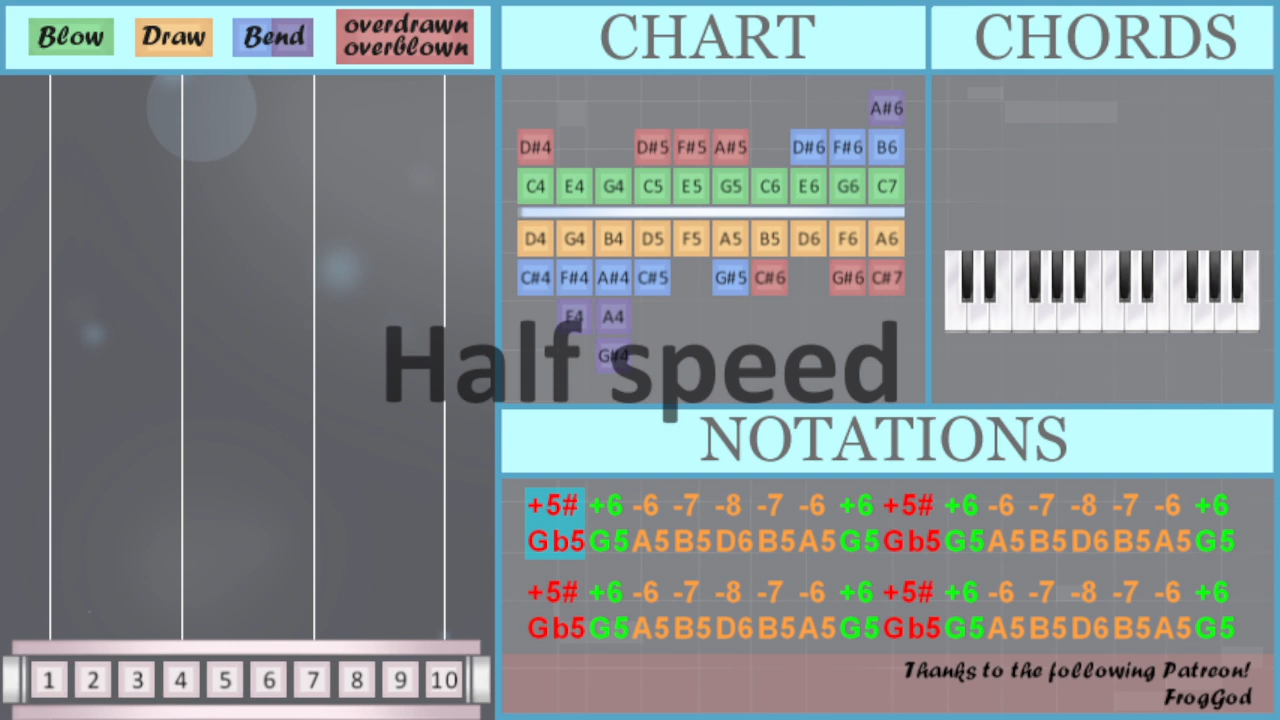 Blow Draw Bend overdrawn
overblown
CHART
CHORDS
A#6
D#4 D#5 F#5 A#5 D#6 F#6 B6
C4 E4 G4 C5 E5 G5 C6 E6 G6 C7
D4 G4 B4 D5 F5 A5 B5 D6 F6 A6
C#4 F#4 A#4 C#5 G#5 C#6 G#6 C#7
F4 A4
G#4
Half speed
NOTATIONS
+5# +6 -6 -7 -8 -7 -6 +6 +5# +6 -6 -7 -8 -7 -6 +6
Gb5 G5 A5 B5 D6 B5 A5 G5 Gb5 G5 A5 B5 D6 B5 A5 G5
+5# +6 -6 -7 -8 -7 -6 +6 +5# +6 -6 -7 -8 -7 -6 +6
Gb5 G5 A5 B5 D6 B5 A5 G5 Gb5 G5 A5 B5 D6 B5 A5 G5
Thanks to the following Patreon!
FrogGod
1 2 3 4 5 6 7 8 9 10